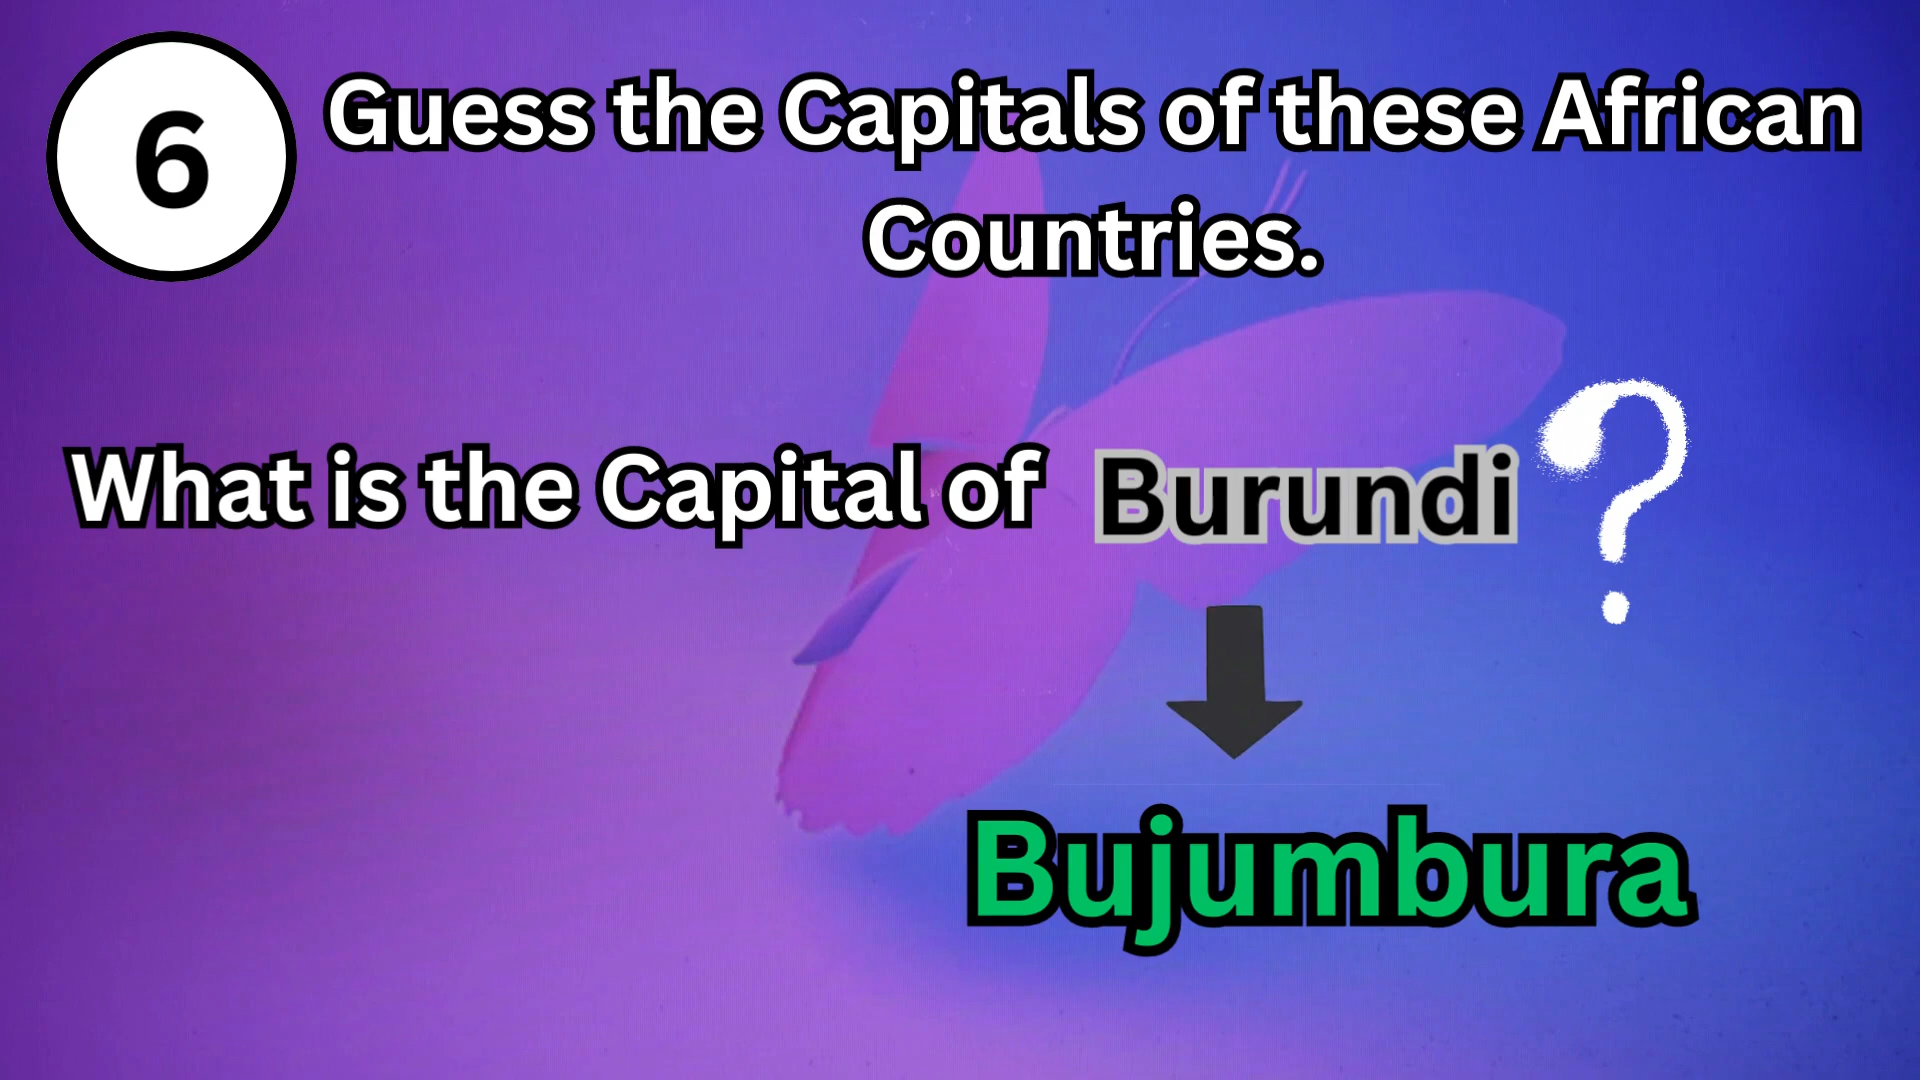 6
Guess the Capitals of these African
Countries.
What is the Capital of Burundi ?
Bujumbura